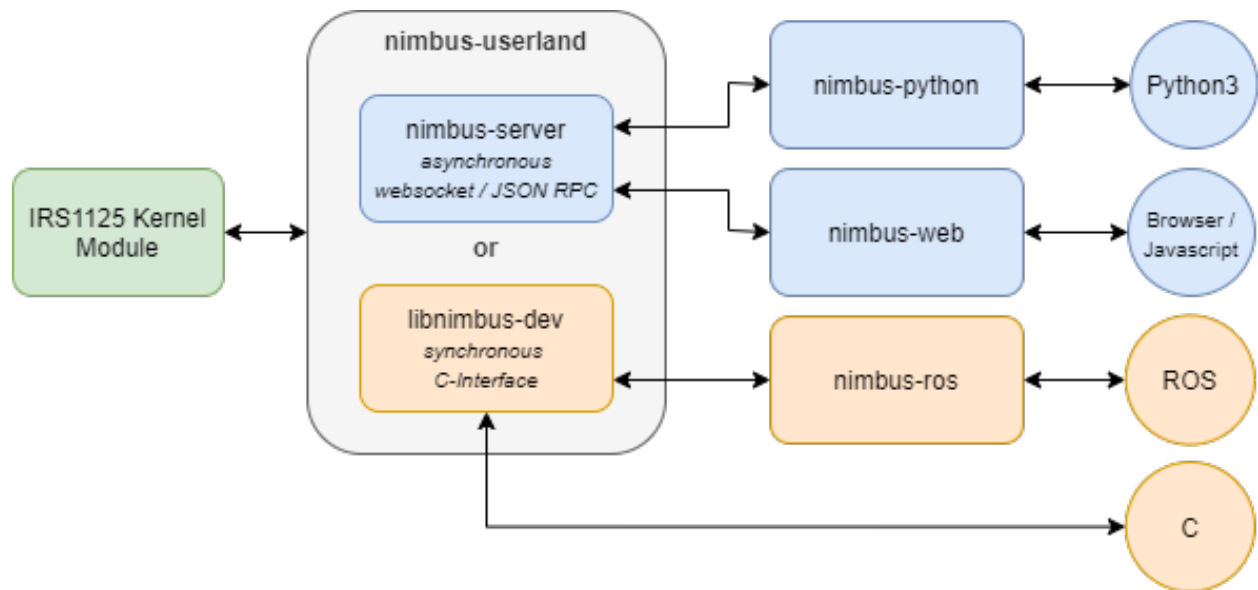 nimbus-userland
nimbus-server
asynchronous
websocket / JSON RPC
or
libnimbus-dev
synchronous
C-Interface
IRS1125 Kernel
Module
nimbus-python
Python3
nimbus-web
Browser /
Javascript
nimbus-ros
ROS
C